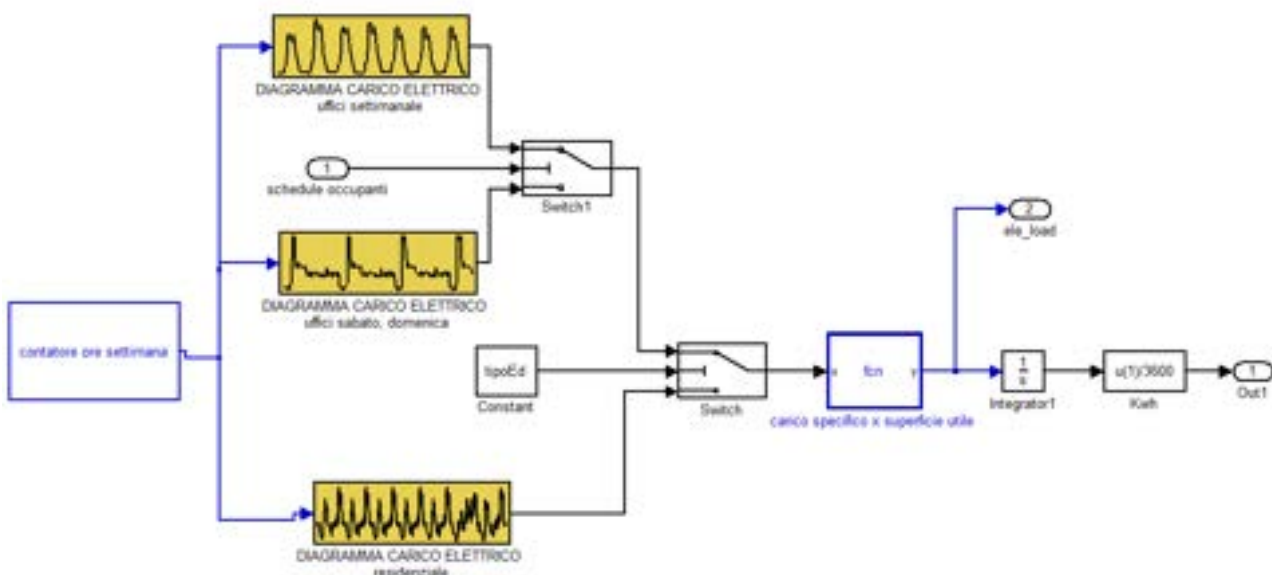 DIAGRAMMA CARICO ELETTRICO
uffici settimanale
1
schedule occupanti
Switch1
2
ele_load
DIAGRAMMA CARICO ELETTRICO
uffici sabato, domenica
contatore ore settimana
tipoEd
Constant
Switch
fcn
y
carico specifico x superficie utile
1
s
Integrator1
u(1)/3600
Kwh
1
Out1
DIAGRAMMA CARICO ELETTRICO
residenziale